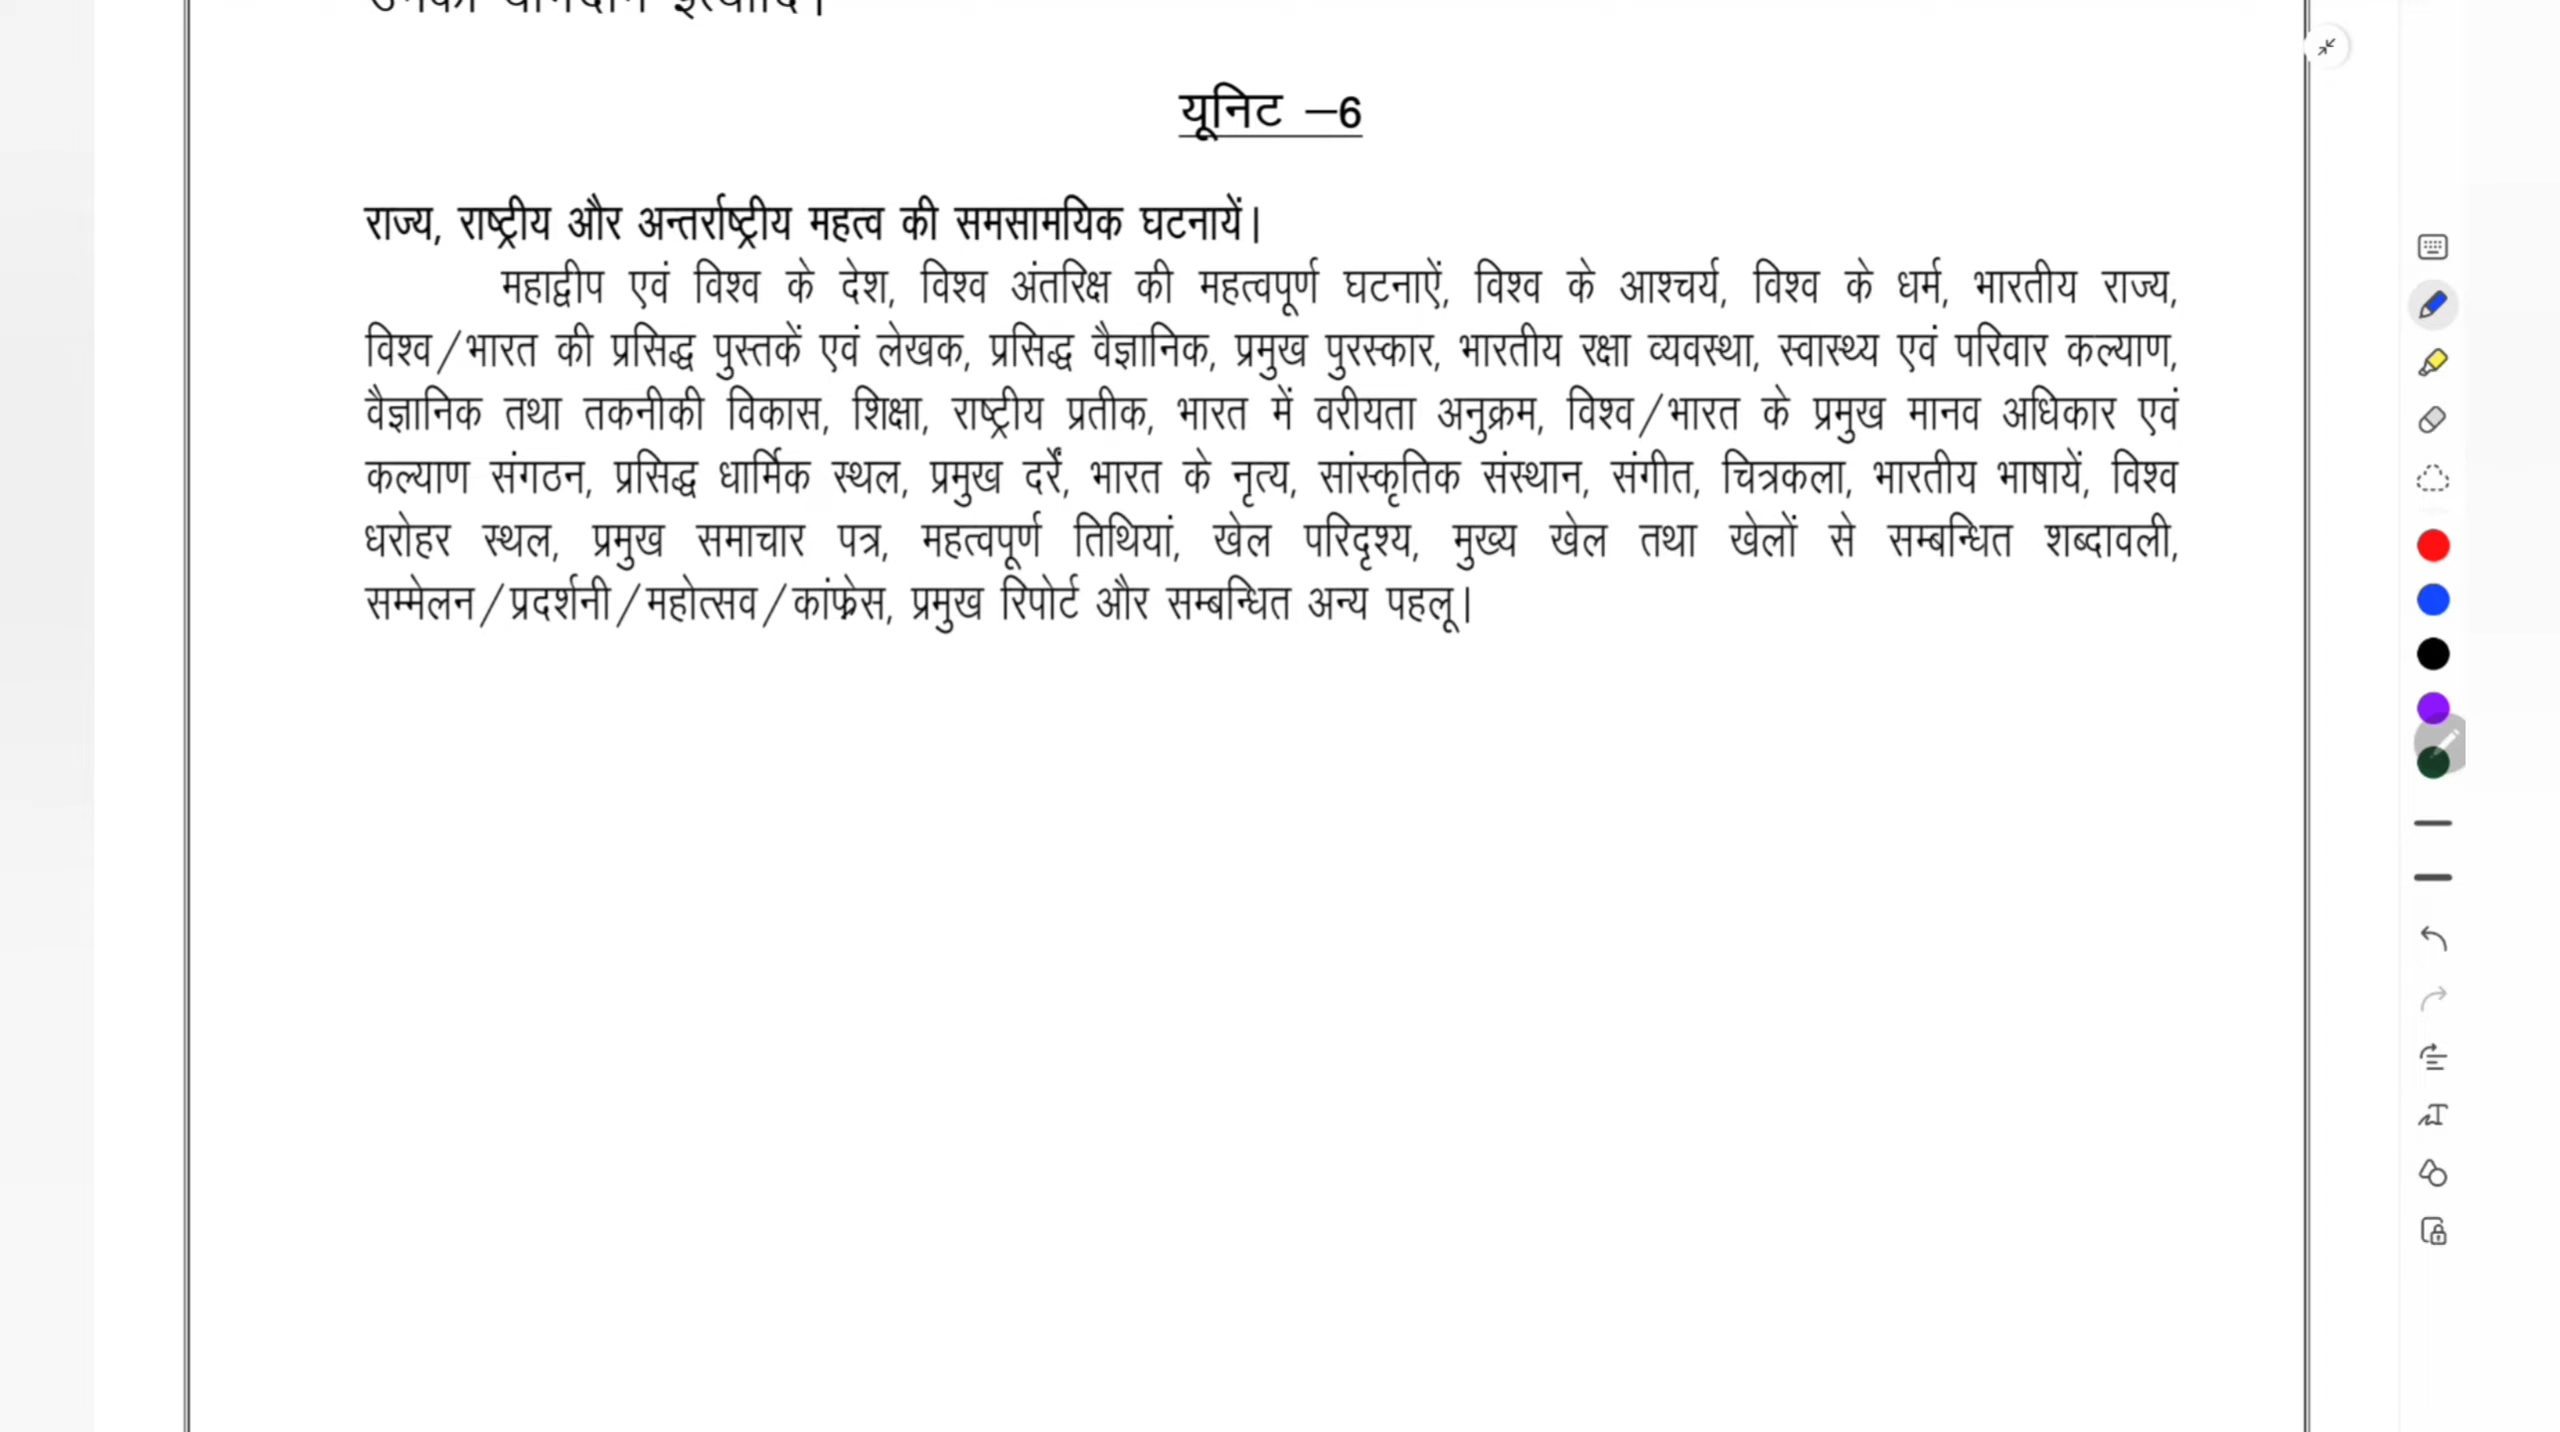 इत्यादि।
यूनिट –6
राज्य, राष्ट्रीय और अन्तर्राष्ट्रीय महत्व की समसामयिक घटनायें।
महाद्वीप एवं विश्व के देश, विश्व अंतरिक्ष की महत्वपूर्ण घटनाऐं, विश्व के आश्चर्य, विश्व के धर्म, भारतीय राज्य,
विश्व/भारत की प्रसिद्ध पुस्तकें एवं लेखक, प्रसिद्ध वैज्ञानिक, प्रमुख पुरस्कार, भारतीय रक्षा व्यवस्था, स्वास्थ्य एवं परिवार कल्याण,
वैज्ञानिक तथा तकनीकी विकास, शिक्षा, राष्ट्रीय प्रतीक, भारत में वरीयता अनुक्रम, विश्व/भारत के प्रमुख मानव अधिकार एवं
कल्याण संगठन, प्रसिद्ध धार्मिक स्थल, प्रमुख दर्रें, भारत के नृत्य, सांस्कृतिक संस्थान, संगीत, चित्रकला, भारतीय भाषायें, विश्व
धरोहर स्थल, प्रमुख समाचार पत्र, महत्वपूर्ण तिथियां, खेल परिदृश्य, मुख्य खेल तथा खेलों से सम्बन्धित शब्दावली,
सम्मेलन/प्रदर्शनी/महोत्सव/कांफ्रेस, प्रमुख रिपोर्ट और सम्बन्धित अन्य पहलू।